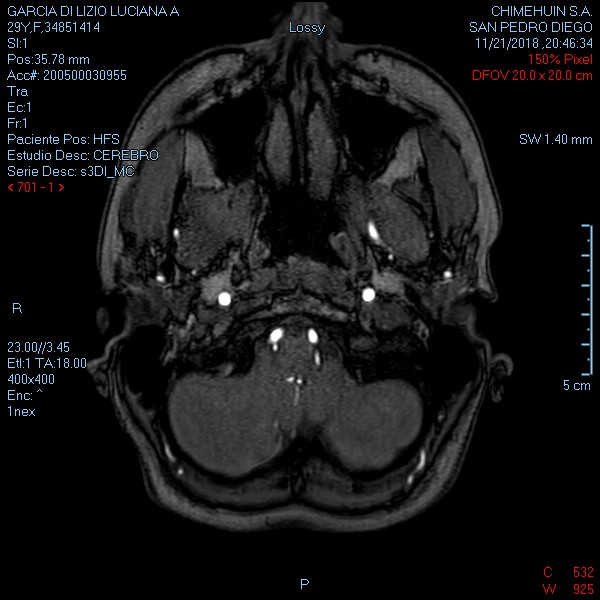 GARCIA DI LIZIO LUCIANA A
29Y,F,34851414
Sl:1
Pos:35.78 mm
Acc#: 200500030955
Tra
Ec:1
Fr:1
Paciente Pos: HFS
Estudio Desc: CEREBRO
Serie Desc: s3DI_MC
< 701 - 1 >
Lossy
CHIMEHUIN S.A.
SAN PEDRO DIEGO
11/21/2018 ,20:46:34
150% Pixel
DFOV 20.0 x 20.0 cm
SW 1.40 mm
R
23.00//3.45
Etl:1 TA:18.00
400x400
Enc: ^
1nex
5 cm
P
C 532
W 925